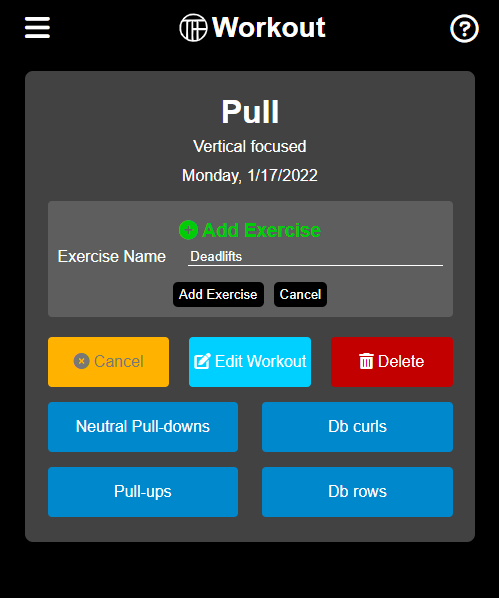 Workout
Pull
Vertical focused
Monday, 1/17/2022
Add Exercise
Exercise Name Deadlifts
Add Exercise Cancel
Cancel Edit Workout Delete
Neutral Pull-downs Db curls
Pull-ups Db rows